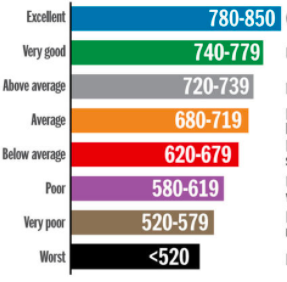 Excellent 780-850
Very good 740-779
Above average 720-739
Average 680-719
Below average 620-679
Poor 580-619
Very poor 520-579
Worst <520